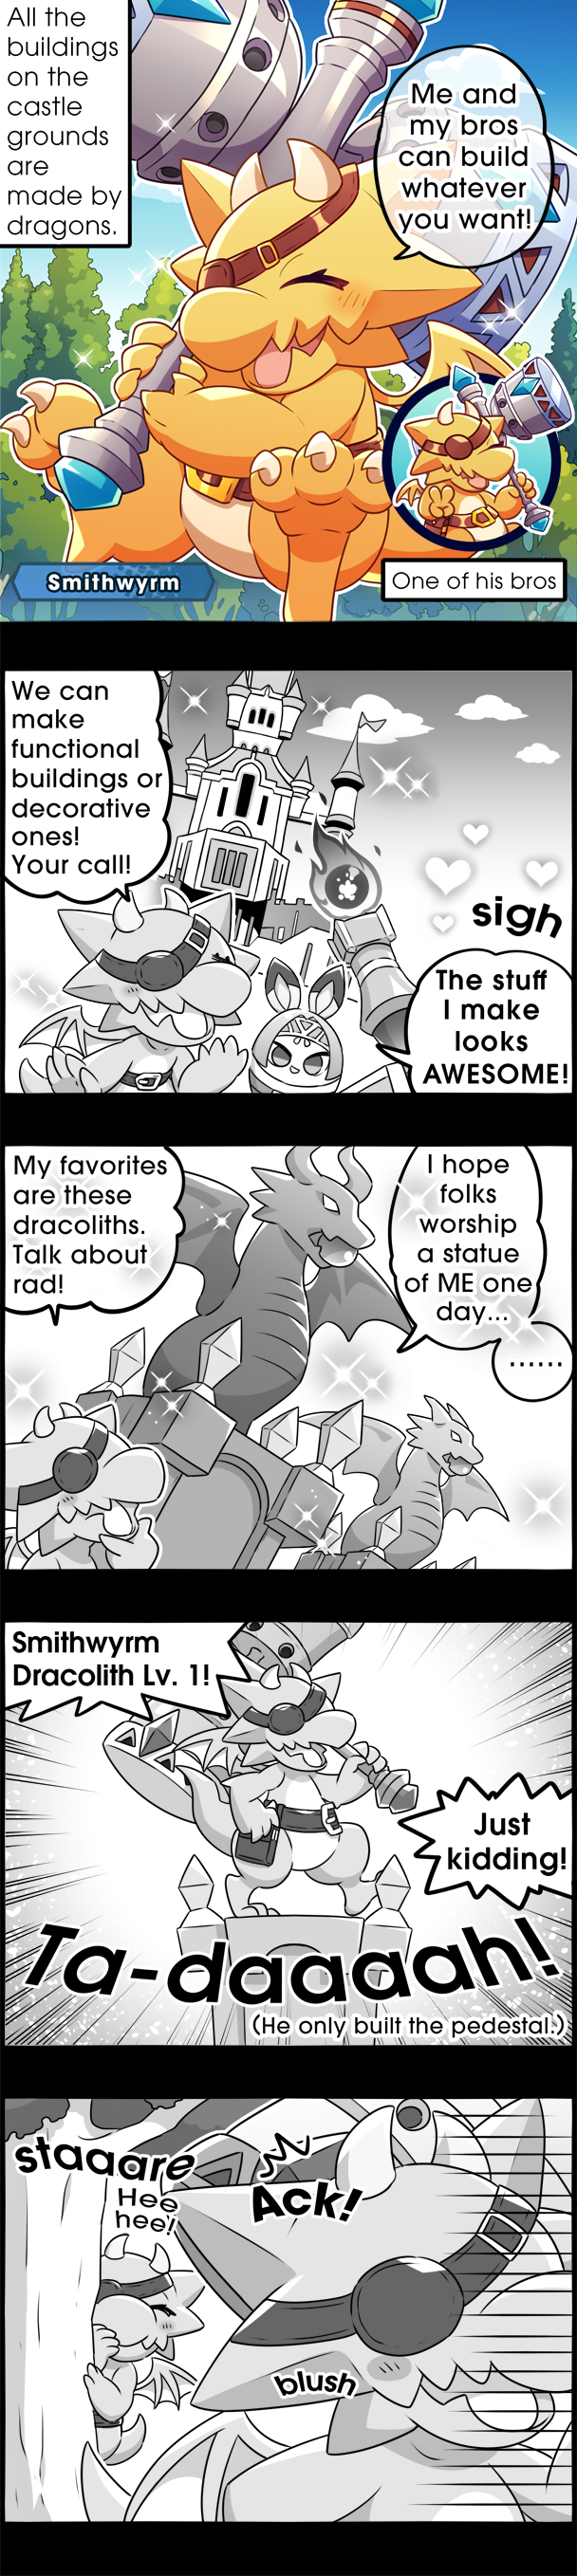 All the
buildings
on the
castle
grounds
are
made by
dragons.
Me and
my bros
can build
whatever
you want!
Smithwyrm
One of his bros
We can
make
functional
buildings or
decorative
ones!
Your call!
sigh
The stuff
I make
looks
AWESOME!
My favorites
are these
dracoliths.
Talk about
rad!
I hope
folks
worship
a statue
of ME one
day...
......
Smithwyrm
Dracolith Lv. 1!
Just
kidding!
Ta-daaaah!
(He only built the pedestal.)
staaare
Hee
hee!
Ack!
blush